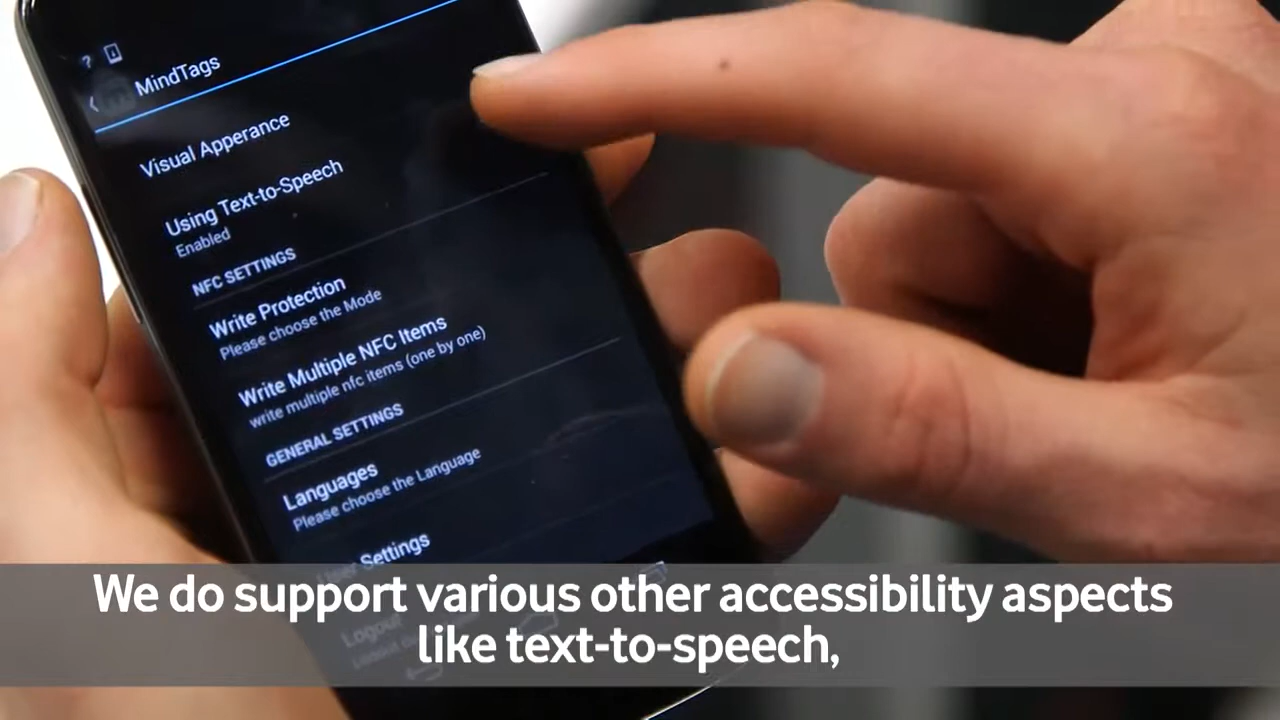 MindTags
Visual Apperance
Using Text-to-Speech
Enabled
NFC SETTINGS
Write Protection
Please choose the Mode
Write Multiple NFC Items
write multiple nfc items (one by one)
GENERAL SETTINGS
Languages
Please choose the Language
User Settings
Logout
We do support various other accessibility aspects
like text-to-speech,